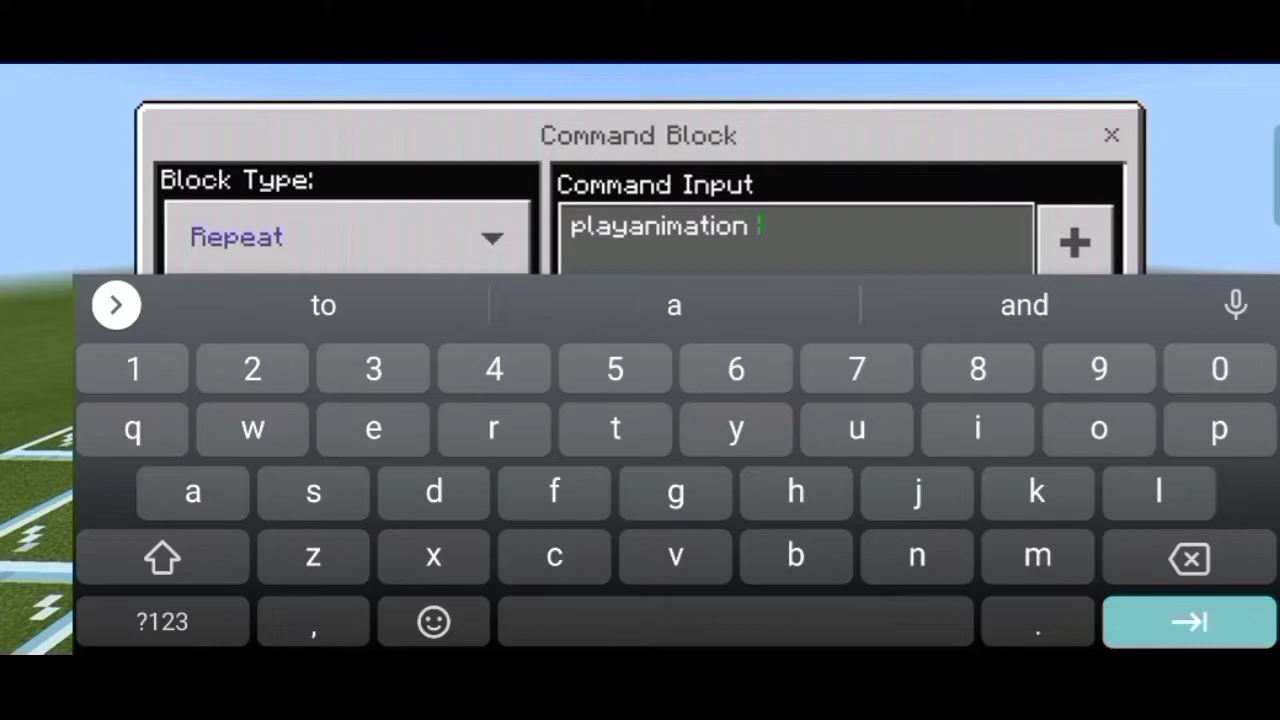 Command Block
Block Type:
Command Input
Repeat
playanimation
to a and
1 2 3 4 5 6 7 8 9 0
q w e r t y u i o p
a s d f g h j k l
z x c v b n m
?123 , .